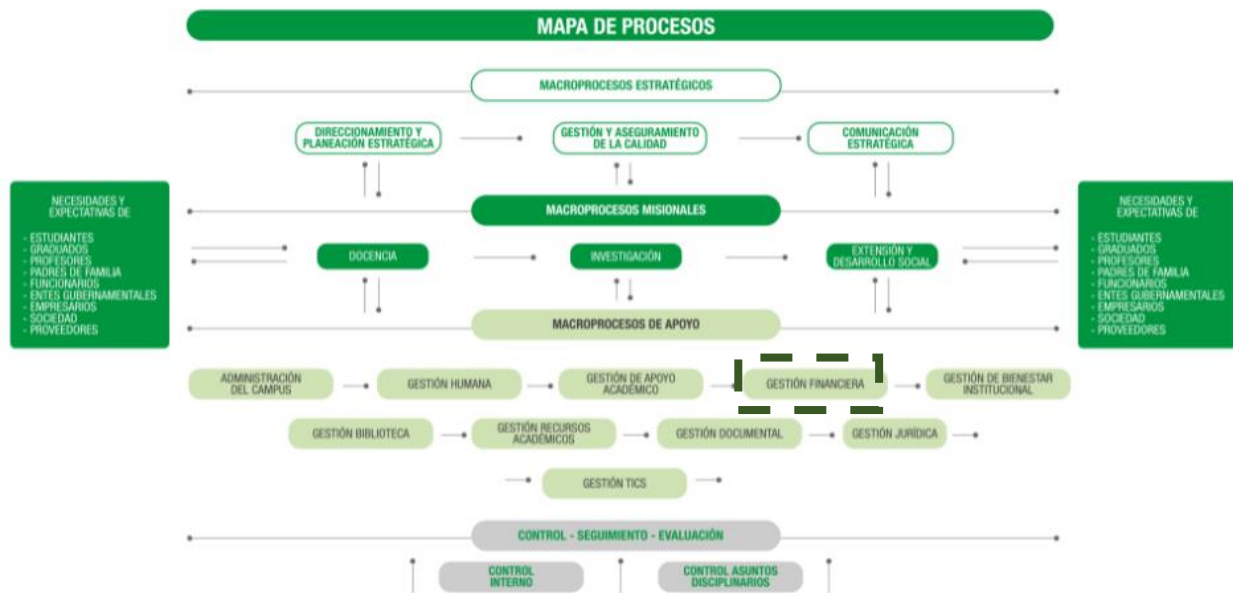 MAPA DE PROCESOS
MACROPROCESOS ESTRATÉGICOS
DIRECCIONAMIENTO Y
PLANEACIÓN ESTRATÉGICA
GESTIÓN Y ASEGURAMIENTO
DE LA CALIDAD
COMUNICACIÓN
ESTRATÉGICA
NECESIDADES Y
EXPECTATIVAS DE
- ESTUDIANTES
- GRADUADOS
- PROFESORES
- PADRES DE FAMILIA
- FUNCIONARIOS
- ENTES GUBERNAMENTALES
- EMPRESARIOS
- SOCIEDAD
- PROVEEDORES
MACROPROCESOS MISIONALES
DOCENCIA
INVESTIGACIÓN
EXTENSIÓN Y
DESARROLLO SOCIAL
NECESIDADES Y
EXPECTATIVAS DE
- ESTUDIANTES
- GRADUADOS
- PROFESORES
- PADRES DE FAMILIA
- FUNCIONARIOS
- ENTES GUBERNAMENTALES
- EMPRESARIOS
- SOCIEDAD
- PROVEEDORES
MACROPROCESOS DE APOYO
ADMINISTRACIÓN
DEL CAMPUS
GESTIÓN HUMANA
GESTIÓN DE APOYO
ACADÉMICO
GESTIÓN FINANCIERA
GESTIÓN DE BIENESTAR
INSTITUCIONAL
GESTIÓN BIBLIOTECA
GESTIÓN RECURSOS
ACADÉMICOS
GESTIÓN DOCUMENTAL
GESTIÓN JURÍDICA
GESTIÓN TICS
CONTROL - SEGUIMIENTO - EVALUACIÓN
CONTROL
INTERNO
CONTROL ASUNTOS
DISCIPLINARIOS